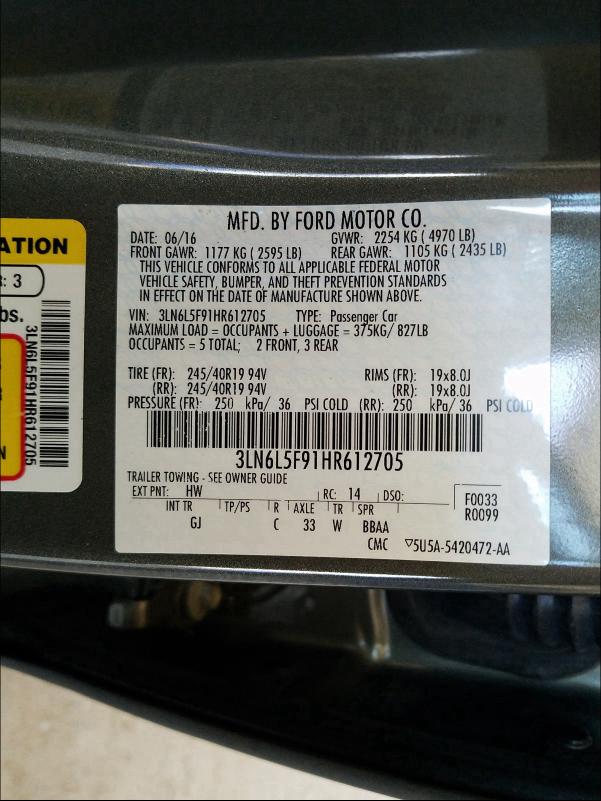 MFD. BY FORD MOTOR CO.
DATE: 06/16 GVWR: 2254 KG ( 4970 LB)
FRONT GAWR: 1177 KG ( 2595 LB) REAR GAWR: 1105 KG ( 2435 LB)
THIS VEHICLE CONFORMS TO ALL APPLICABLE FEDERAL MOTOR
VEHICLE SAFETY, BUMPER, AND THEFT PREVENTION STANDARDS
IN EFFECT ON THE DATE OF MANUFACTURE SHOWN ABOVE.
VIN: 3LN6L5F91HR612705 TYPE: Passenger Car
MAXIMUM LOAD = OCCUPANTS + LUGGAGE = 375KG/ 827LB
OCCUPANTS = 5 TOTAL; 2 FRONT, 3 REAR
TIRE (FR): 245/40R19 94V RIMS (FR): 19x8.0J
(RR): 245/40R19 94V (RR): 19x8.0J
PRESSURE (FR): 250 kPa/ 36 PSI COLD (RR): 250 kPa/ 36 PSI COLD
3LN6L5F91HR612705
TRAILER TOWING - SEE OWNER GUIDE
EXT PNT: HW RC: 14 DSO: F0033
R0099
INT TR TP/PS R AXLE TR SPR
GJ C 33 W BBAA
CMC ▽5U5A-5420472-AA
ATION
: 3
bs.
3LN6L5F91HR612705
N